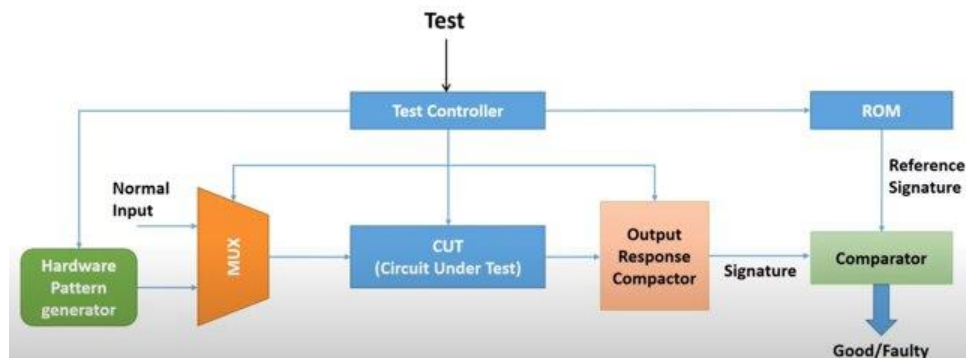 Test
Test Controller
ROM
Reference
Signature
Normal
Input
MUX
CUT
(Circuit Under Test)
Output
Response
Compactor
Signature
Comparator
Hardware
Pattern
generator
Good/Faulty